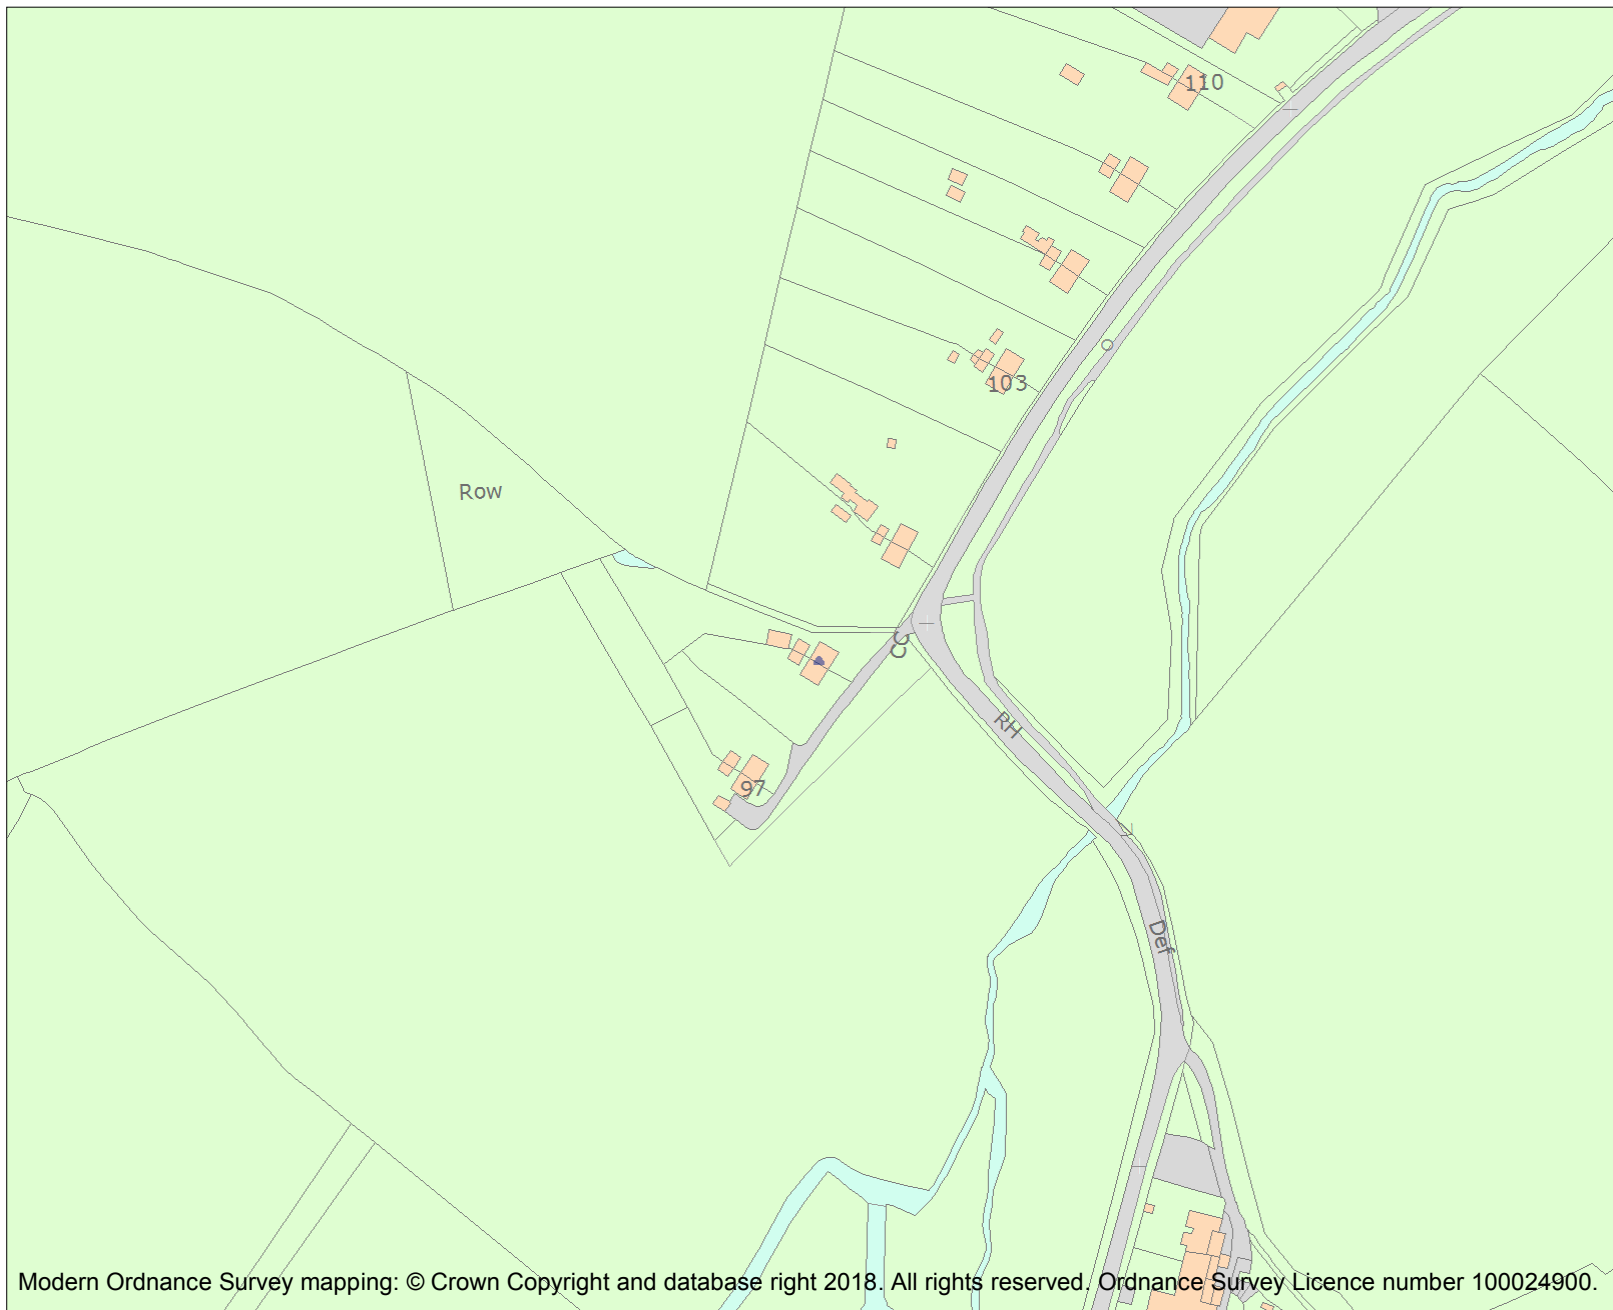 110
103
Row
CC
RH
97
Def
Modern Ordnance Survey mapping: © Crown Copyright and database right 2018. All rights reserved. Ordnance Survey Licence number 100024900.